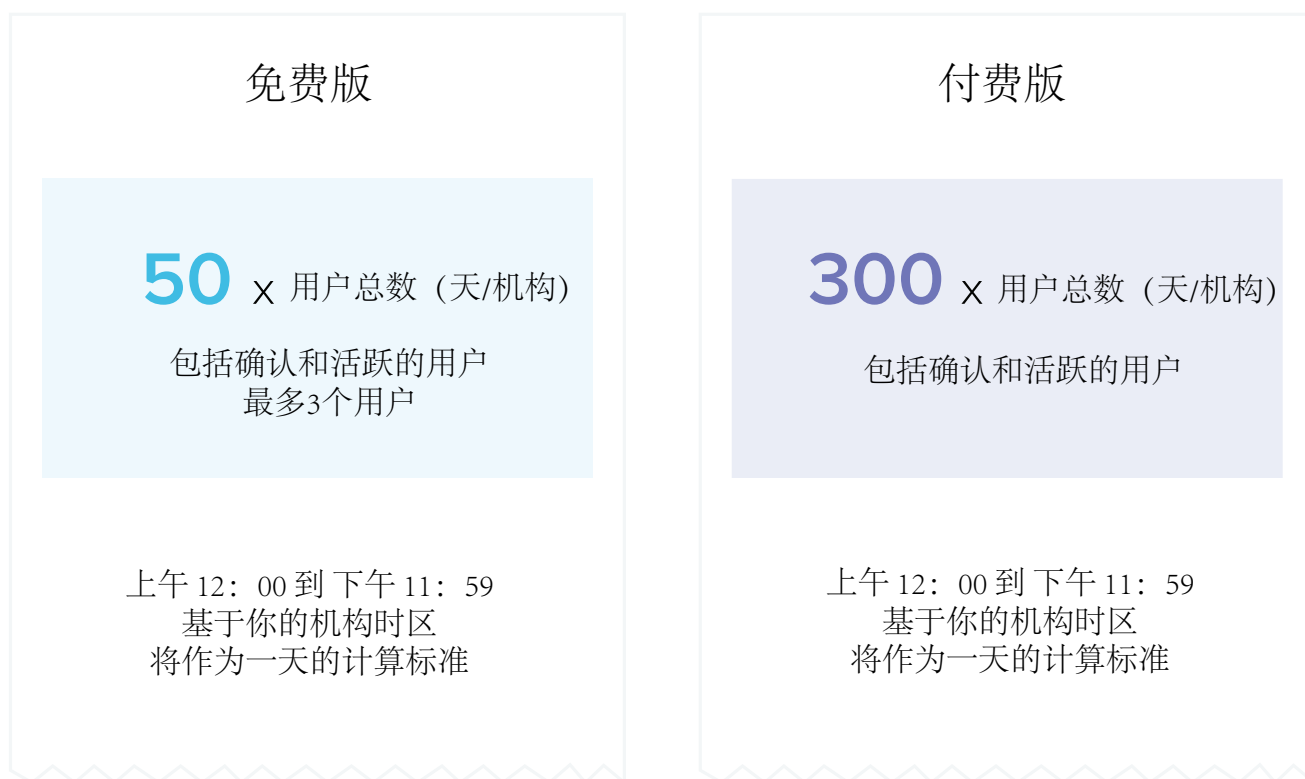 免费版
50 x 用户总数（天/机构）
包括确认和活跃的用户
最多3个用户
上午 12：00 到 下午 11：59
基于你的机构时区
将作为一天的计算标准
付费版
300 x 用户总数（天/机构）
包括确认和活跃的用户
上午 12：00 到 下午 11：59
基于你的机构时区
将作为一天的计算标准